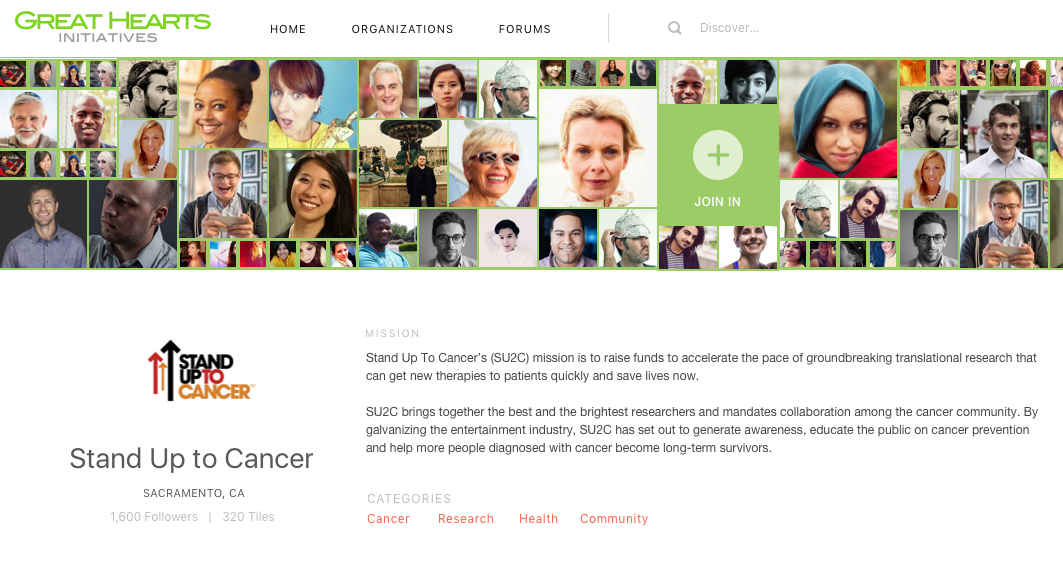 GREAT HEARTS
INITIATIVES
HOME ORGANIZATIONS FORUMS Discover...
JOIN IN
MISSION
Stand Up To Cancer's (SU2C) mission is to raise funds to accelerate the pace of groundbreaking translational research that
can get new therapies to patients quickly and save lives now.
SU2C brings together the best and the brightest researchers and mandates collaboration among the cancer community. By
galvanizing the entertainment industry, SU2C has set out to generate awareness, educate the public on cancer prevention
and help more people diagnosed with cancer become long-term survivors.
STAND
UPTO
CANCER™
Stand Up to Cancer
SACRAMENTO, CA
1,600 Followers | 320 Tiles
CATEGORIES
Cancer Research Health Community